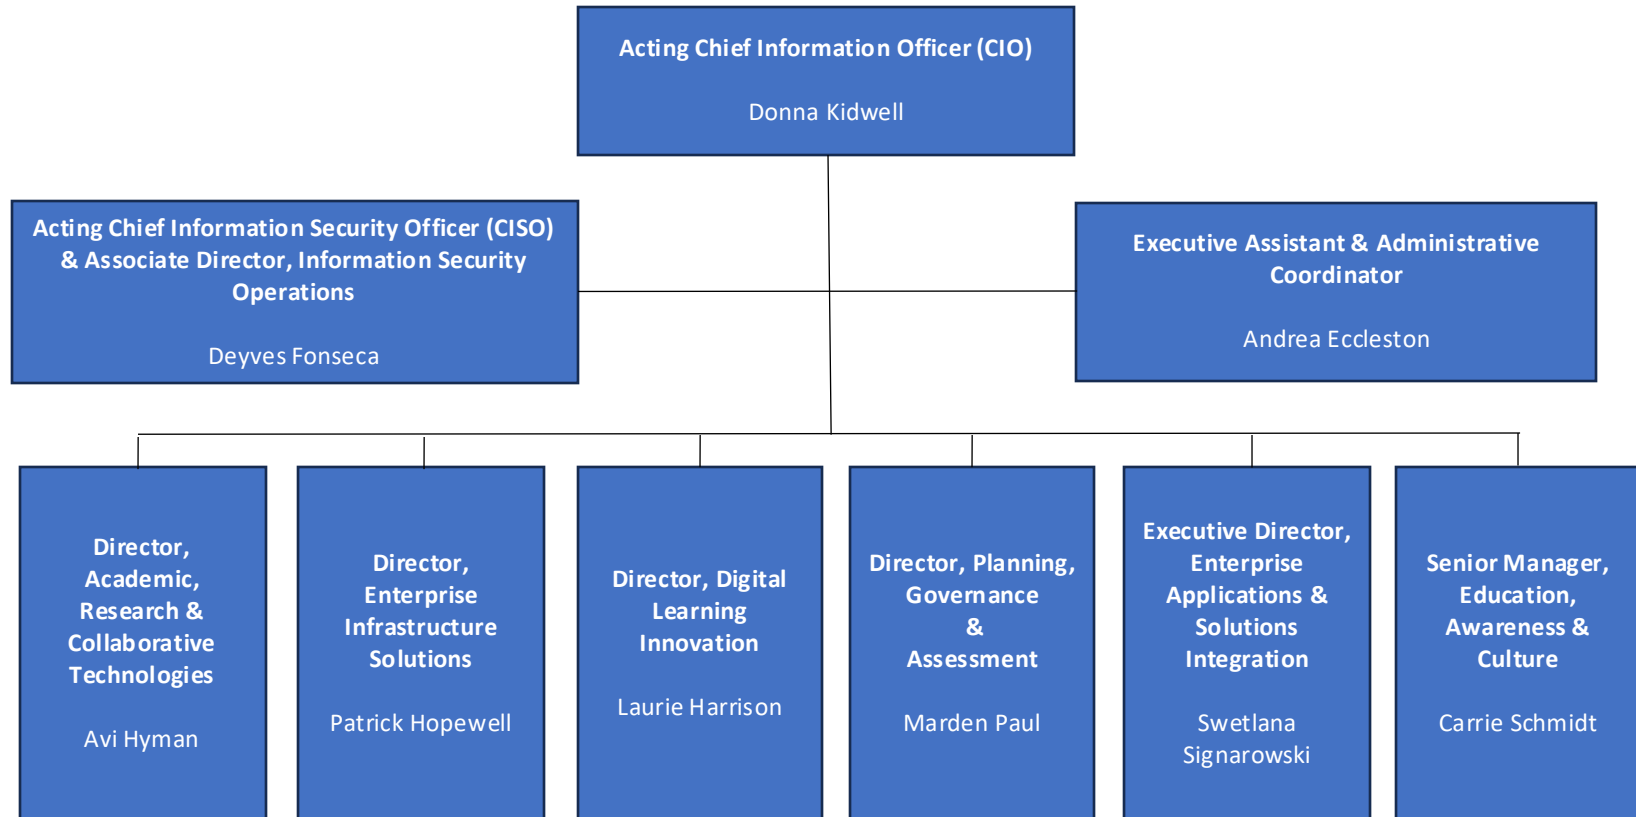 Acting Chief Information Officer (CIO)
Donna Kidwell
Acting Chief Information Security Officer (CISO)
& Associate Director, Information Security
Operations
Deyves Fonseca
Executive Assistant & Administrative
Coordinator
Andrea Eccleston
Director,
Academic,
Research &
Collaborative
Technologies
Avi Hyman
Director,
Enterprise
Infrastructure
Solutions
Patrick Hopewell
Director, Digital
Learning
Innovation
Laurie Harrison
Director, Planning,
Governance
&
Assessment
Marden Paul
Executive Director,
Enterprise
Applications &
Solutions
Integration
Swetlana
Signarowski
Senior Manager,
Education,
Awareness &
Culture
Carrie Schmidt